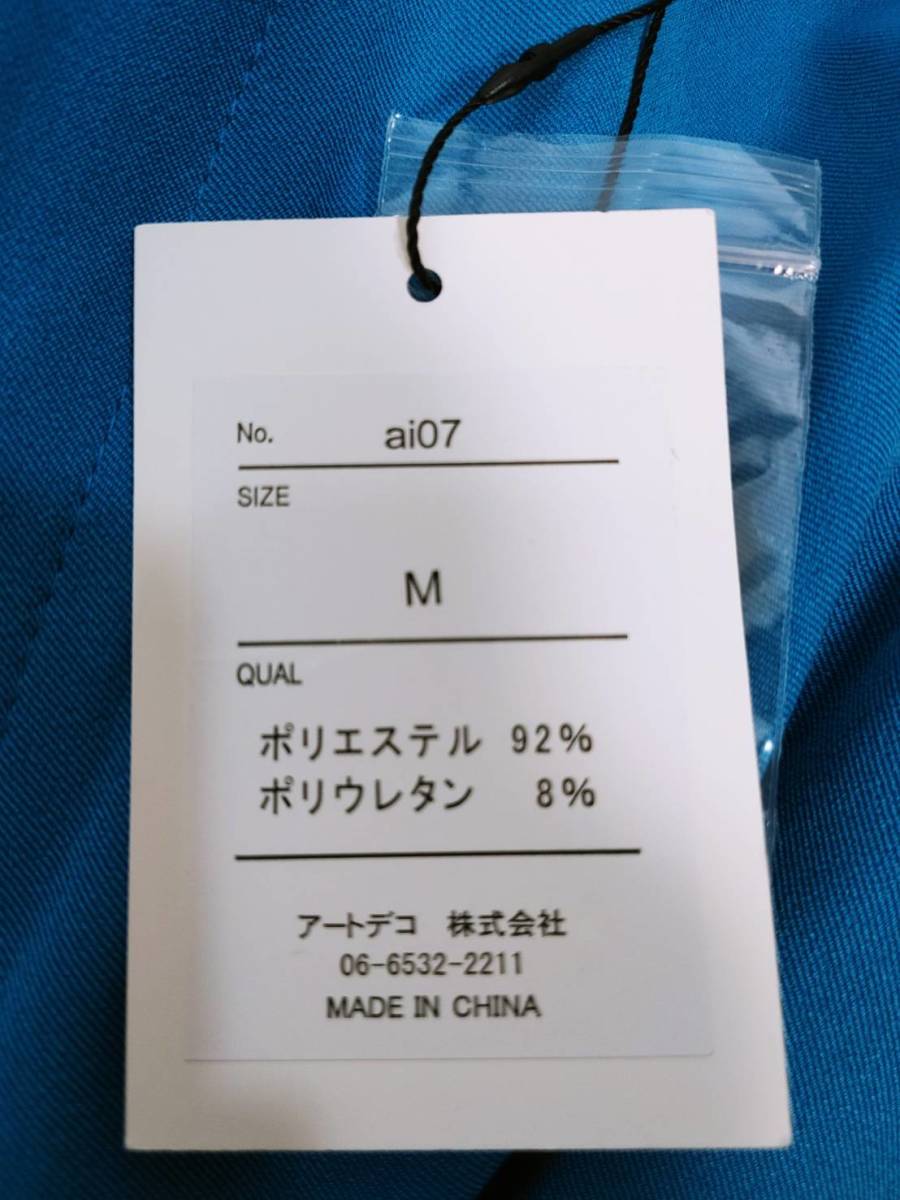 No. ai07
SIZE
M
QUAL
ポリエステル 92%
ポリウレタン 8%
アートデコ 株式会社
06-6532-2211
MADE IN CHINA